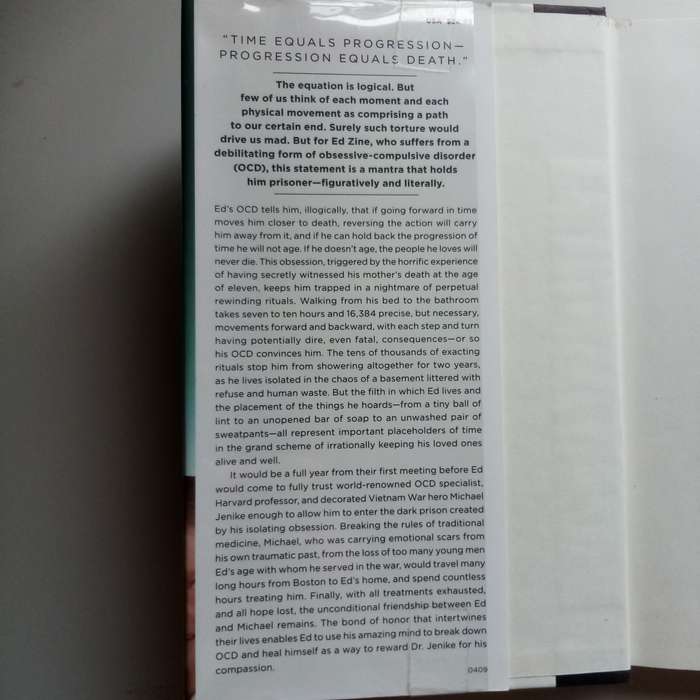 "TIME EQUALS PROGRESSION—
PROGRESSION EQUALS DEATH."
The equation is logical. But
few of us think of each moment and each
physical movement as comprising a path
to our certain end. Surely such torture would
drive us mad. But for Ed Zine, who suffers from a
debilitating form of obsessive-compulsive disorder
(OCD), this statement is a mantra that holds
him prisoner—figuratively and literally.
Ed's OCD tells him, illogically, that if going forward in time
moves him closer to death, reversing the action will carry
him away from it, and if he can hold back the progression of
time he will not age. If he doesn't age, the people he loves will
never die. This obsession, triggered by the horrific experience
of having secretly witnessed his mother's death at the age
of eleven, keeps him trapped in a nightmare of perpetual
rewinding rituals. Walking from his bed to the bathroom
takes seven to ten hours and 16,384 precise, but necessary,
movements forward and backward, with each step and turn
having potentially dire, even fatal, consequences—or so
his OCD convinces him. The tens of thousands of exacting
rituals stop him from showering altogether for two years,
as he lives isolated in the chaos of a basement littered with
refuse and human waste. But the filth in which Ed lives and
the placement of the things he hoards—from a tiny ball of
lint to an unopened bar of soap to an unwashed pair of
sweatpants—all represent important placeholders of time
in the grand scheme of irrationally keeping his loved ones
alive and well.
It would be a full year from their first meeting before Ed
would come to fully trust world-renowned OCD specialist,
Harvard professor, and decorated Vietnam War hero Michael
Jenike enough to allow him to enter the dark prison created
by his isolating obsession. Breaking the rules of traditional
medicine, Michael, who was carrying emotional scars from
his own traumatic past, from the loss of too many young men
Ed's age with whom he served in the war, would travel many
long hours from Boston to Ed's home, and spend countless
hours treating him. Finally, with all treatments exhausted,
and all hope lost, the unconditional friendship between Ed
and Michael remains. The bond of honor that intertwines
their lives enables Ed to use his amazing mind to break down
OCD and heal himself as a way to reward Dr. Jenike for his
compassion.
0409